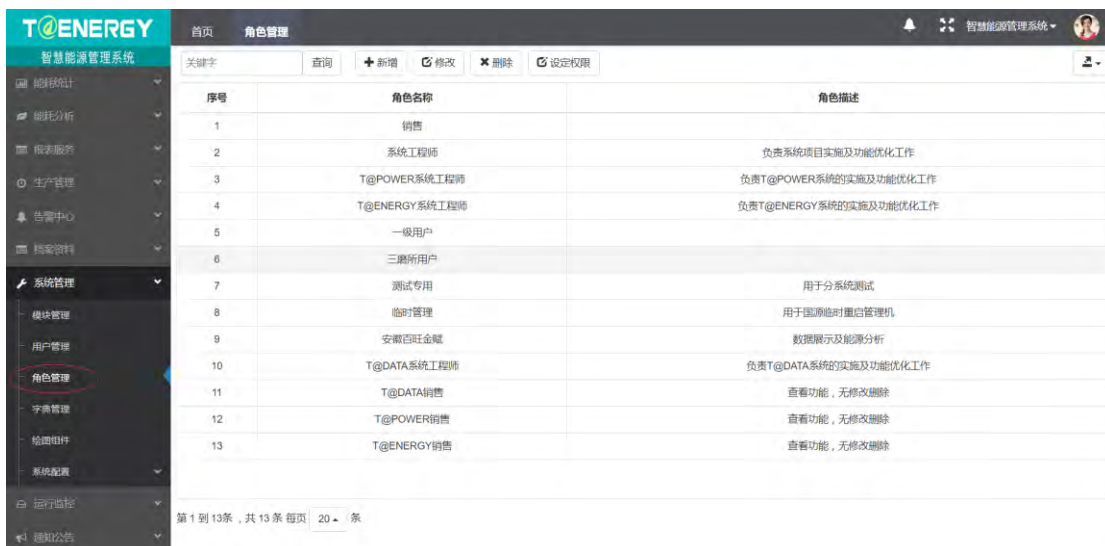 T@ENERGY
智慧能源管理系统
首页 角色管理
智慧能源管理系统
关键字 查询 新增 修改 删除 设定权限
能耗统计
能耗分析
报表服务
生产管理
告警中心
档案资料
系统管理
模块管理
用户管理
角色管理
字典管理
绘图组件
系统配置
运行监控
通知公告
序号 角色名称 角色描述
1 销售
2 系统工程师 负责系统项目实施及功能优化工作
3 T@POWER系统工程师 负责T@POWER系统的实施及功能优化工作
4 T@ENERGY系统工程师 负责T@ENERGY系统的实施及功能优化工作
5 一级用户
6 三磨所用户
7 测试专用 用于分系统测试
8 临时管理 用于国源临时重启管理机
9 安徽百旺金赋 数据展示及能源分析
10 T@DATA系统工程师 负责T@DATA系统的实施及功能优化工作
11 T@DATA销售 查看功能，无修改删除
12 T@POWER销售 查看功能，无修改删除
13 T@ENERGY销售 查看功能，无修改删除
第 1 到 13条 ，共 13 条 每页 20 条